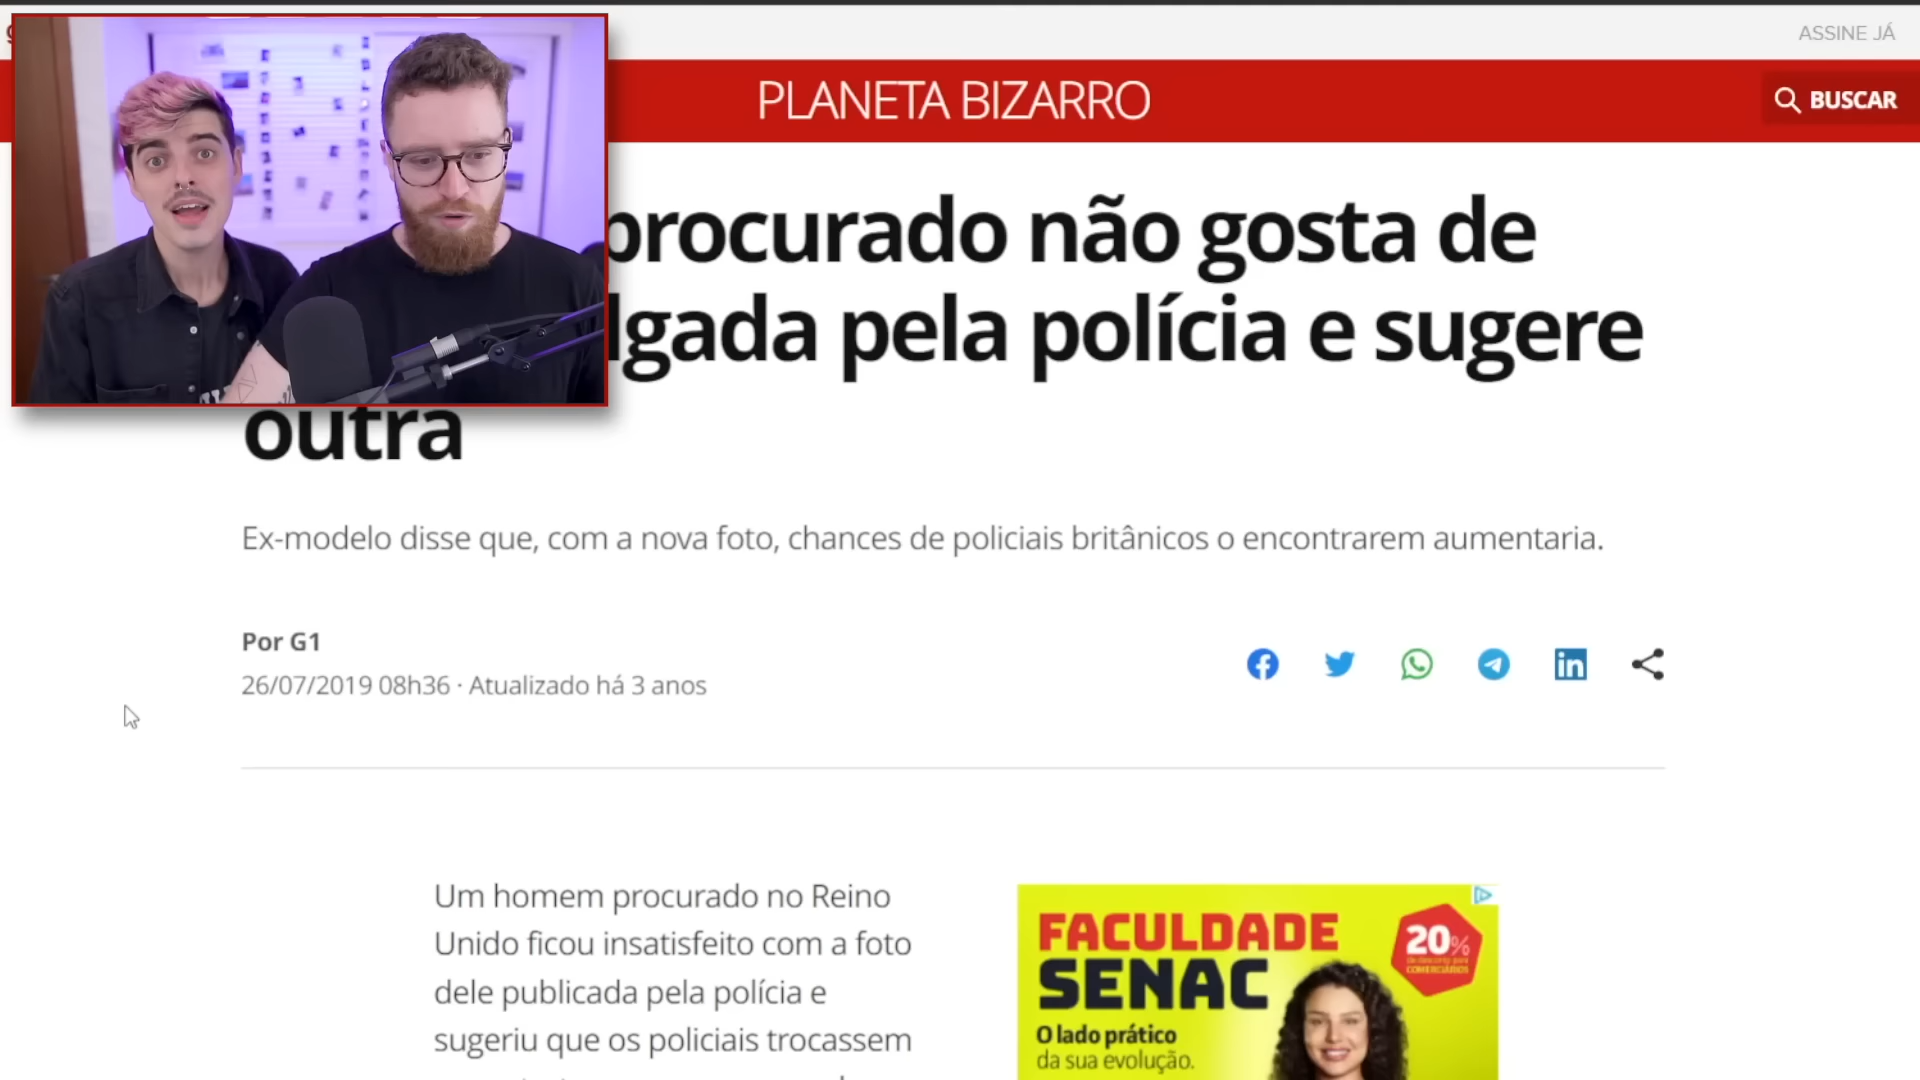 ASSINE JÁ
PLANETA BIZARRO
BUSCAR
procurado não gosta de
lgada pela polícia e sugere
outra
Ex-modelo disse que, com a nova foto, chances de policiais britânicos o encontrarem aumentaria.
Por G1
26/07/2019 08h36 · Atualizado há 3 anos
in
Um homem procurado no Reino
Unido ficou insatisfeito com a foto
dele publicada pela polícia e
sugeriu que os policiais trocassem
FACULDADE
SENAC
20%
COMERCIÁRIOS
O lado prático
da sua evolução.